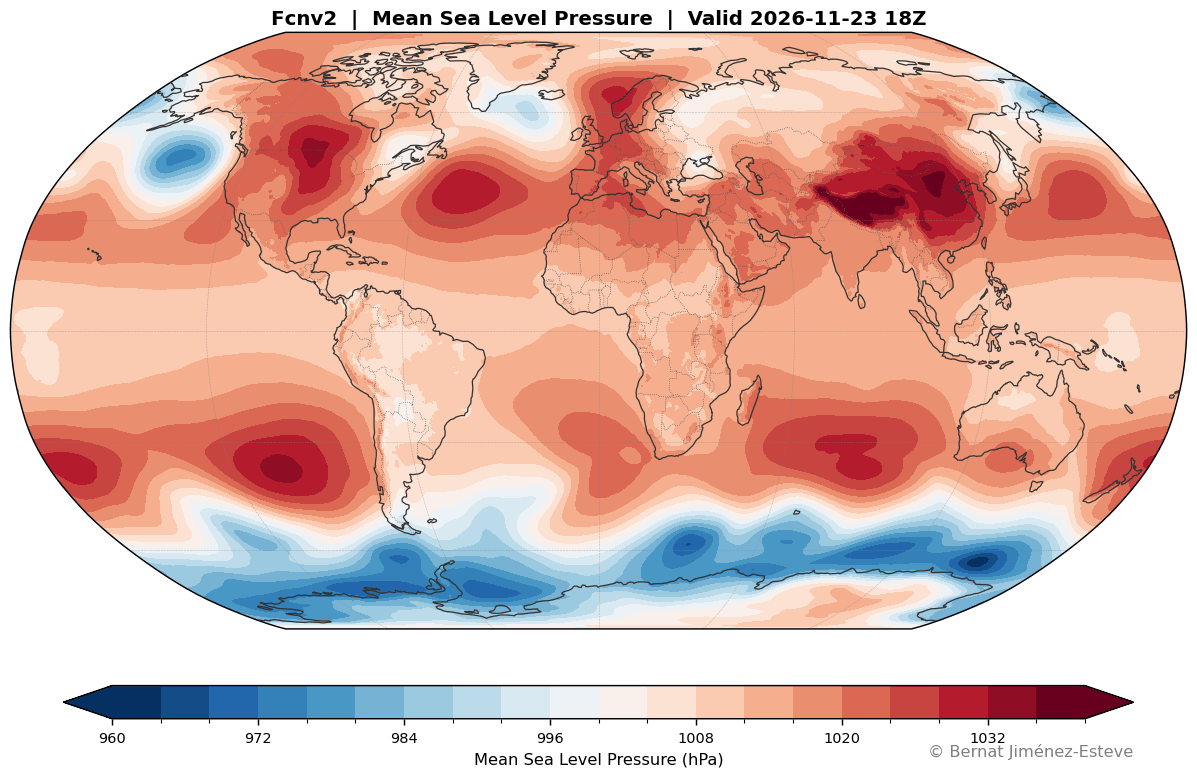 Fcnv2 | Mean Sea Level Pressure | Valid 2026-11-23 18Z
960 972 984 996 1008 1020 1032
Mean Sea Level Pressure (hPa)
© Bernat Jiménez-Esteve